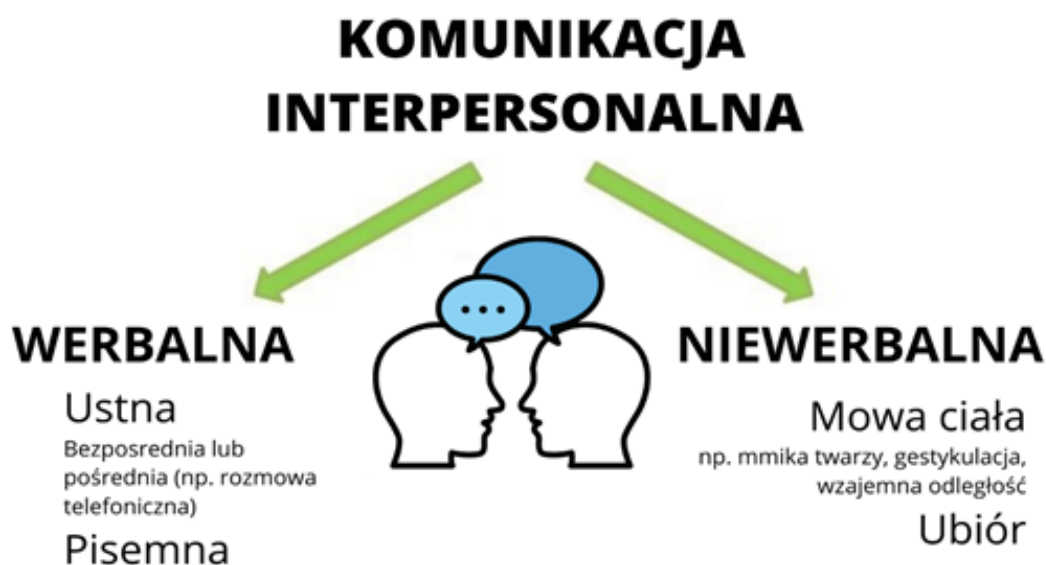 KOMUNIKACJA
INTERPERSONALNA
WERBALNA
Ustna
Bezposrednia lub
pośrednia (np. rozmowa
telefoniczna)
Pisemna
NIEWERBALNA
Mowa ciała
np. mmika twarzy, gestykulacja,
wzajemna odległość
Ubiór